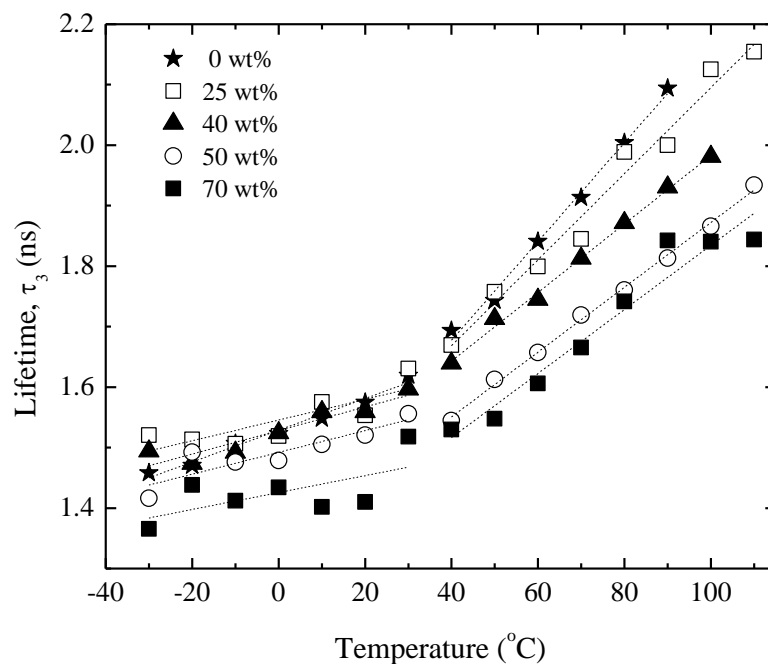 2.2
2.0
1.8
1.6
1.4
Lifetime, τ3 (ns)
0 wt%
25 wt%
40 wt%
50 wt%
70 wt%
-40 -20 0 20 40 60 80 100
Temperature (°C)